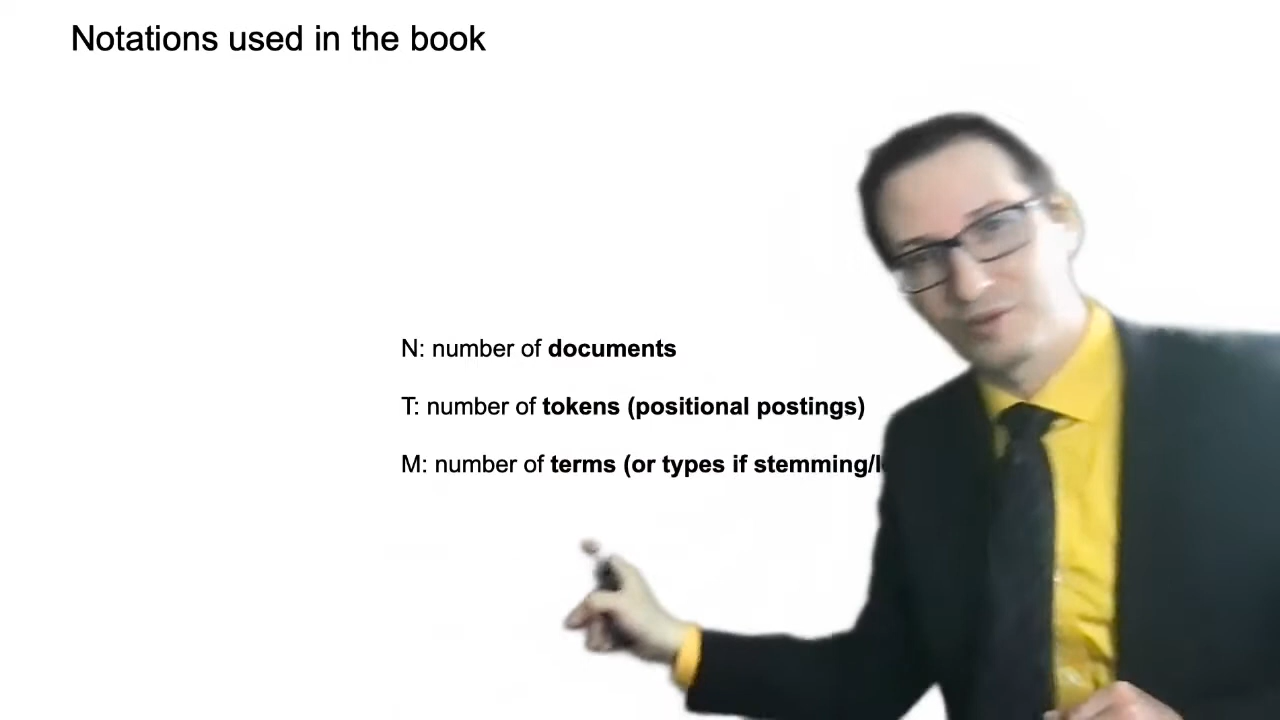 Notations used in the book
N: number of documents
T: number of tokens (positional postings)
M: number of terms (or types if stemming/